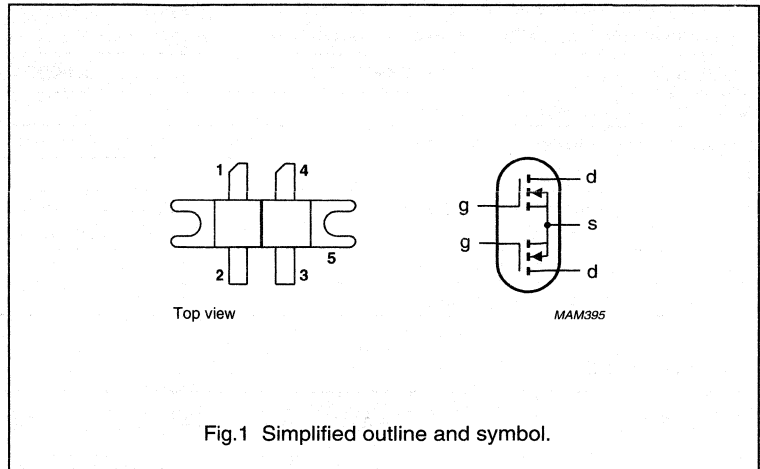 1
4
2
3
5
Top view
g
g
d
s
d
MAM395
Fig.1 Simplified outline and symbol.